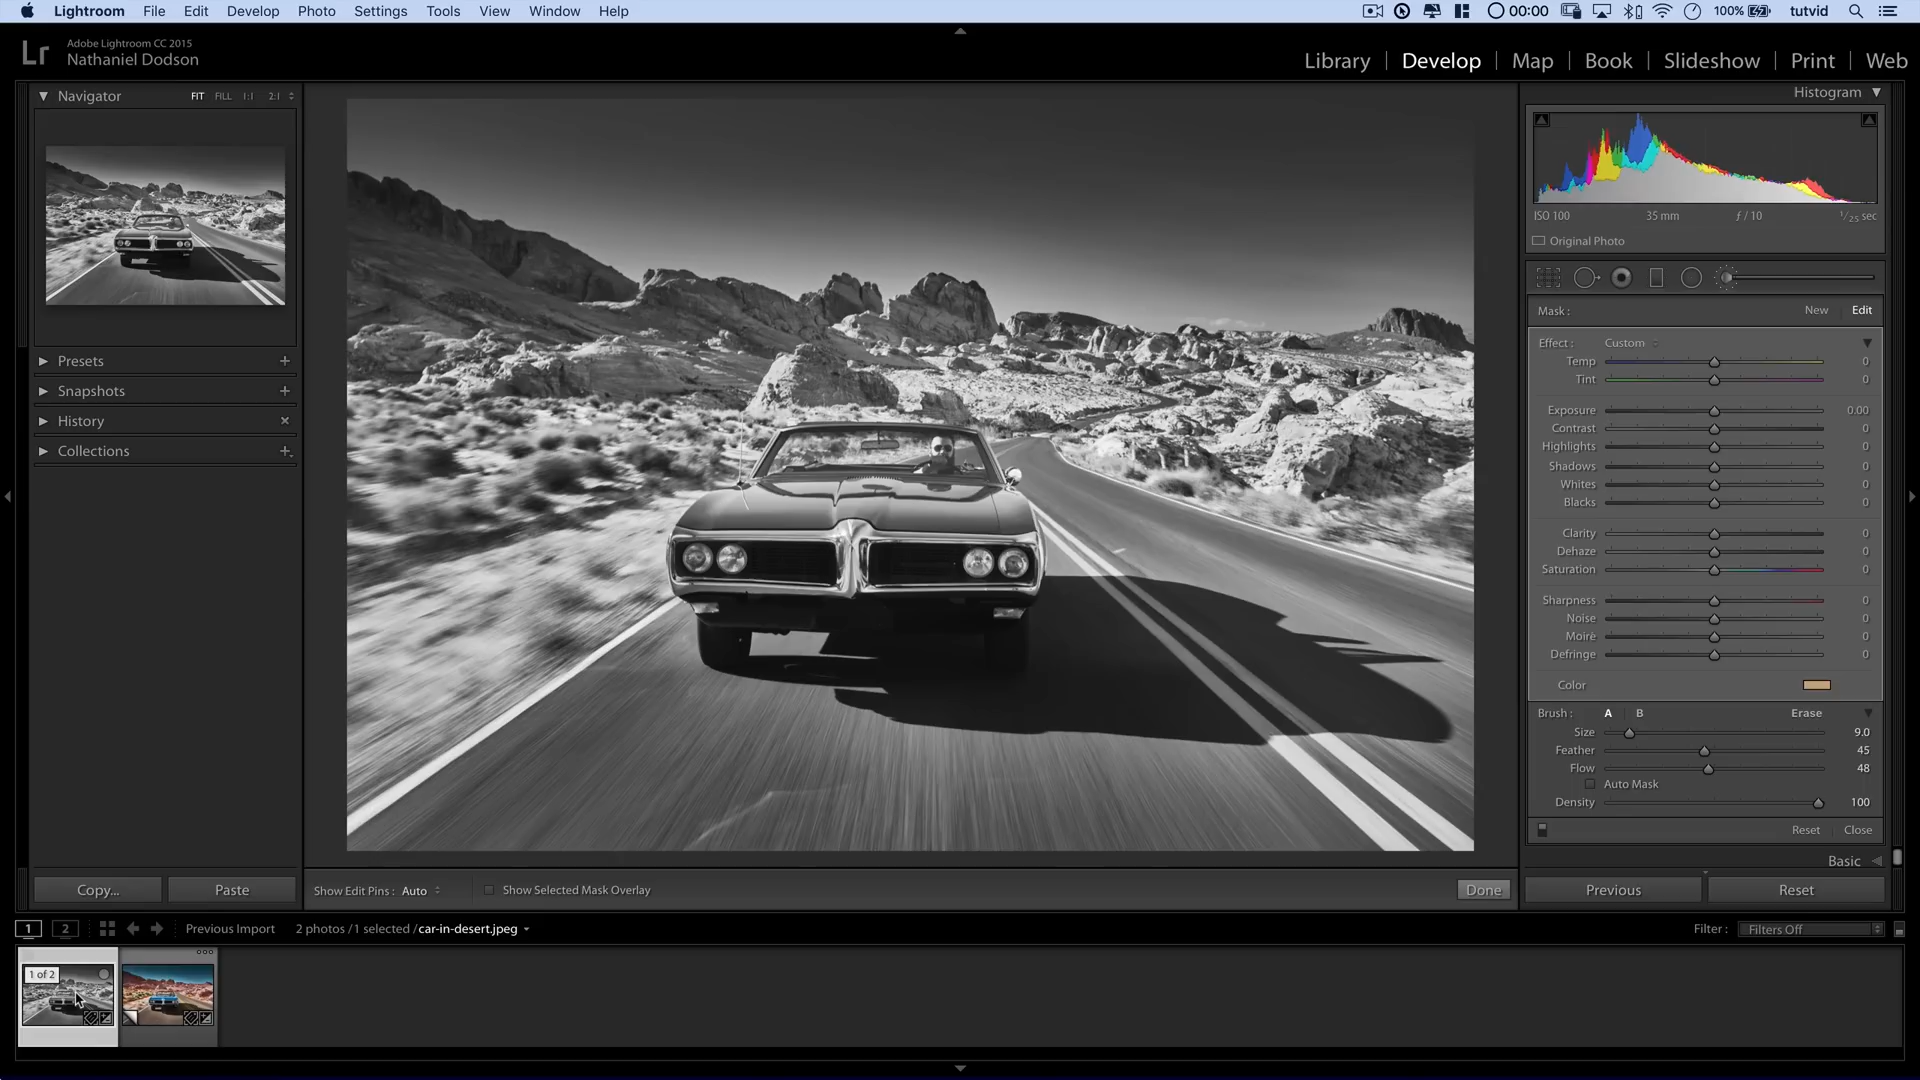 Lightroom File Edit Develop Photo Settings Tools View Window Help 00:00 100% tutvid
Lr
Adobe Lightroom CC 2015
Nathaniel Dodson
Library | Develop | Map | Book | Slideshow | Print | Web
Navigator FIT FILL 1:1 2:1
Presets
Snapshots
History
Collections
Copy... Paste
Show Edit Pins : Auto Show Selected Mask Overlay Done
Histogram
ISO 100 35 mm ƒ / 10 1/25 sec
Original Photo
Mask : New Edit
Effect : Custom
Temp 0
Tint 0
Exposure 0.00
Contrast 0
Highlights 0
Shadows 0
Whites 0
Blacks 0
Clarity 0
Dehaze 0
Saturation 0
Sharpness 0
Noise 0
Moiré 0
Defringe 0
Color
Brush : A B Erase
Size 9.0
Feather 45
Flow 48
Auto Mask
Density 100
Reset Close
Basic
Previous Reset
1 2 Previous Import 2 photos / 1 selected / car-in-desert.jpeg Filter : Filters Off
1 of 2